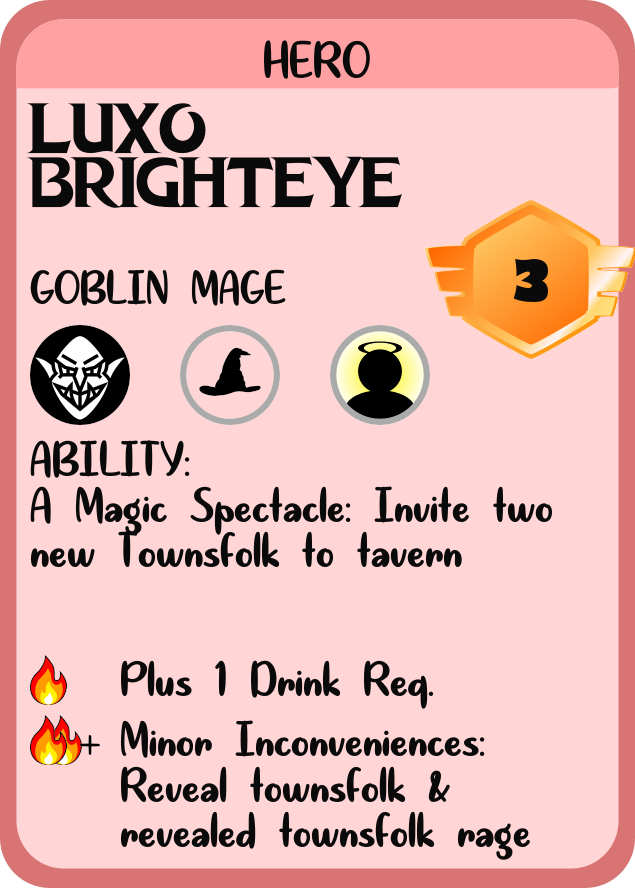 HERO
LUXO
BRIGHTEYE
3
GOBLIN MAGE
ABILITY:
A Magic Spectacle: Invite two
new Townsfolk to tavern
Plus 1 Drink Req.
+ Minor Inconveniences:
Reveal townsfolk &
revealed townsfolk rage